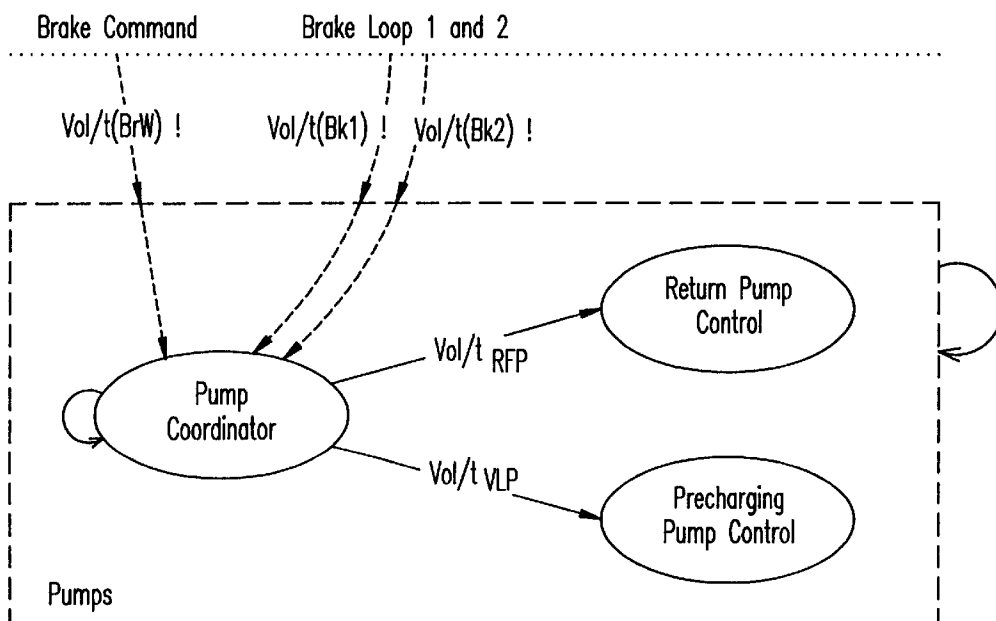 Brake Command
Brake Loop 1 and 2
Vol/t(BrW) !
Vol/t(Bk1) !
Vol/t(Bk2) !
Return Pump
Control
Vol/t RFP
Pump
Coordinator
Vol/t VLP
Precharging
Pump Control
Pumps